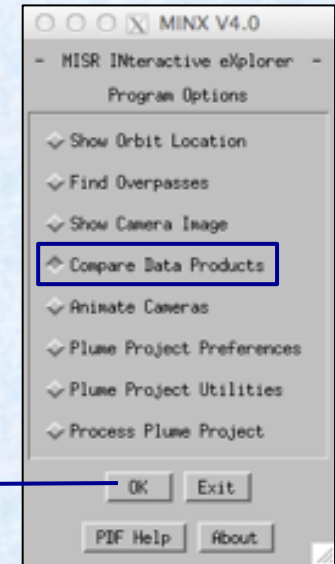 MINX V4.0
- MISR INteractive eXplorer -
Program Options
Show Orbit Location
Find Overpasses
Show Camera Image
Compare Data Products
Animate Cameras
Plume Project Preferences
Plume Project Utilities
Process Plume Project
OK Exit
PDF Help About